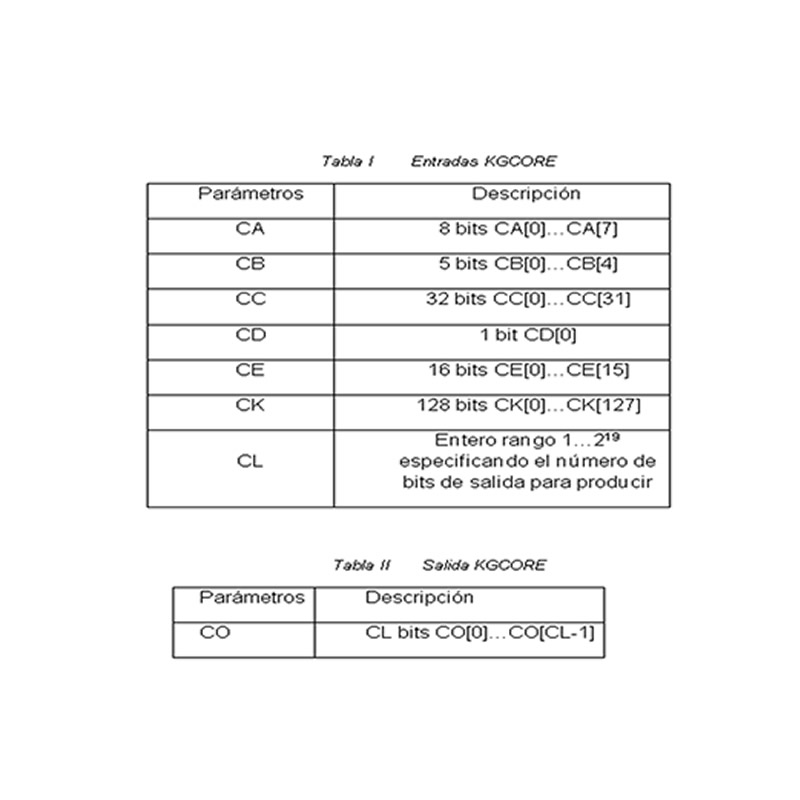 Tabla I Entradas KGCORE
Parámetros Descripción
CA 8 bits CA[0]...CA[7]
CB 5 bits CB[0]...CB[4]
CC 32 bits CC[0]...CC[31]
CD 1 bit CD[0]
CE 16 bits CE[0]...CE[15]
CK 128 bits CK[0]...CK[127]
CL Entero rango 1...2¹⁹
especificando el número de
bits de salida para producir
Tabla II Salida KGCORE
Parámetros Descripción
CO CL bits CO[0]...CO[CL-1]